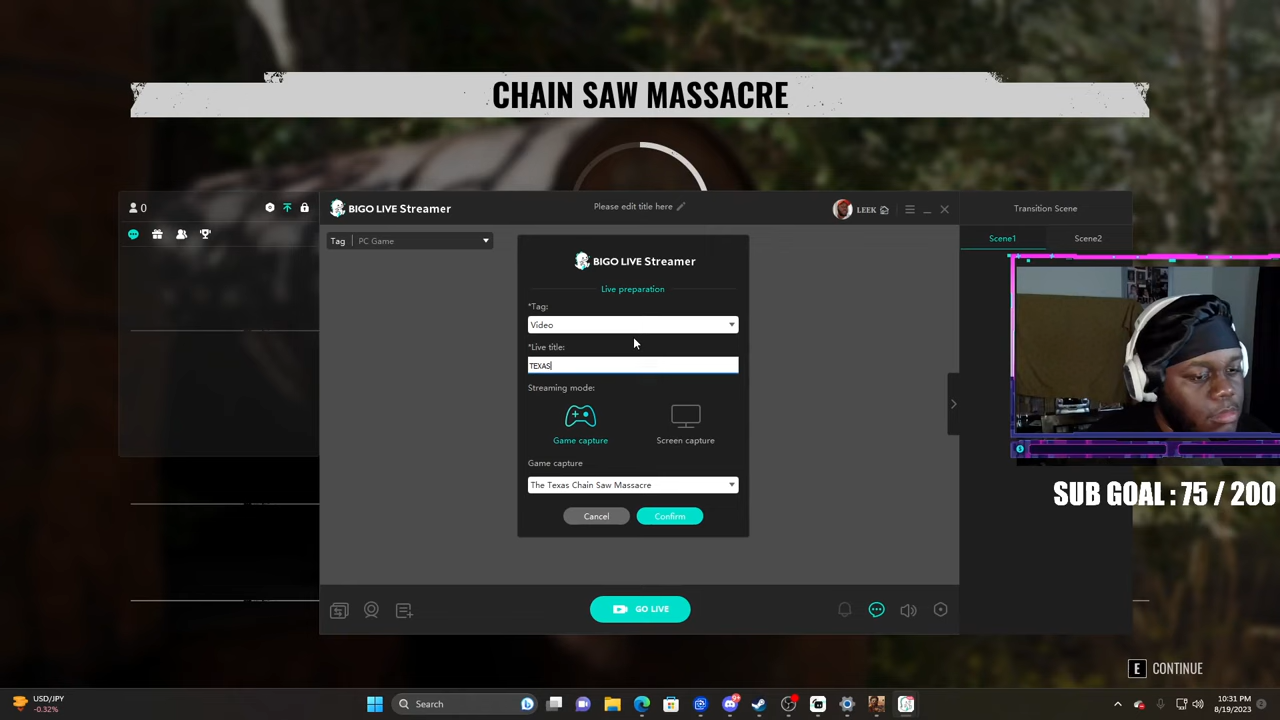 CHAIN SAW MASSACRE
0
BIGO LIVE Streamer
Please edit title here
LEEK
Transition Scene
Tag
PC Game
Scene1
Scene2
BIGO LIVE Streamer
Live preparation
*Tag:
Video
*Live title:
TEXAS
Streaming mode:
Game capture
Screen capture
Game capture
The Texas Chain Saw Massacre
Cancel
Confirm
SUB GOAL : 75 / 200
GO LIVE
E CONTINUE
USD/JPY
-0.32%
Search
10:31 PM
8/19/2023